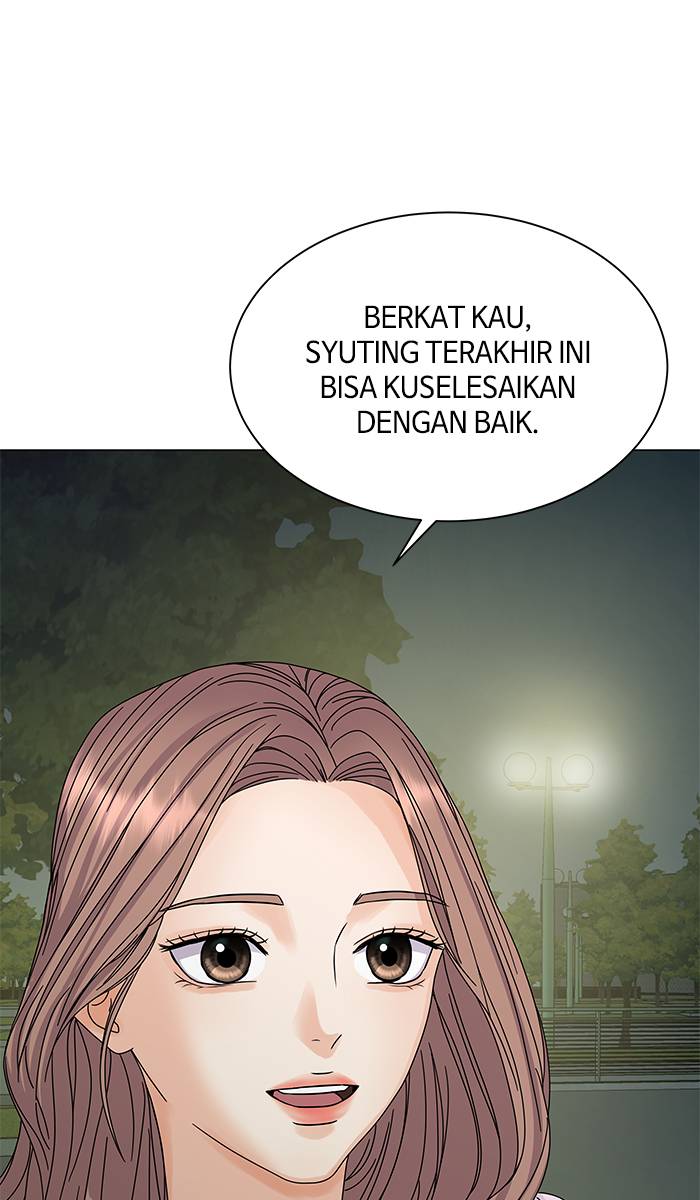 BERKAT KAU,
SYUTING TERAKHIR INI
BISA KUSELESAIKAN
DENGAN BAIK.